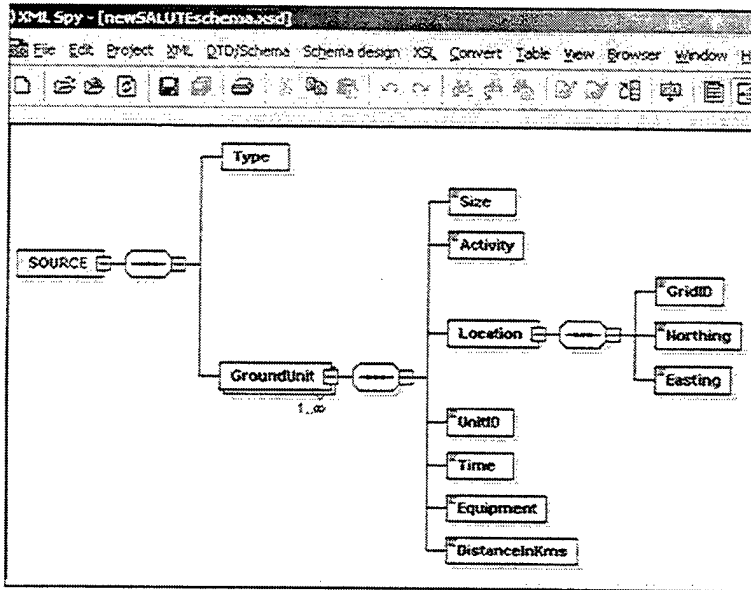 XML Spy - [newSALUTEschema.xsd]
File Edit Project XML DTD/Schema Schema design XSL Convert Table View Browser Window H
Type
Size
Activity
SOURCE
GridID
Location
Northing
GroundUnit
Easting
1..∞
UnitID
Time
Equipment
DistanceInKms